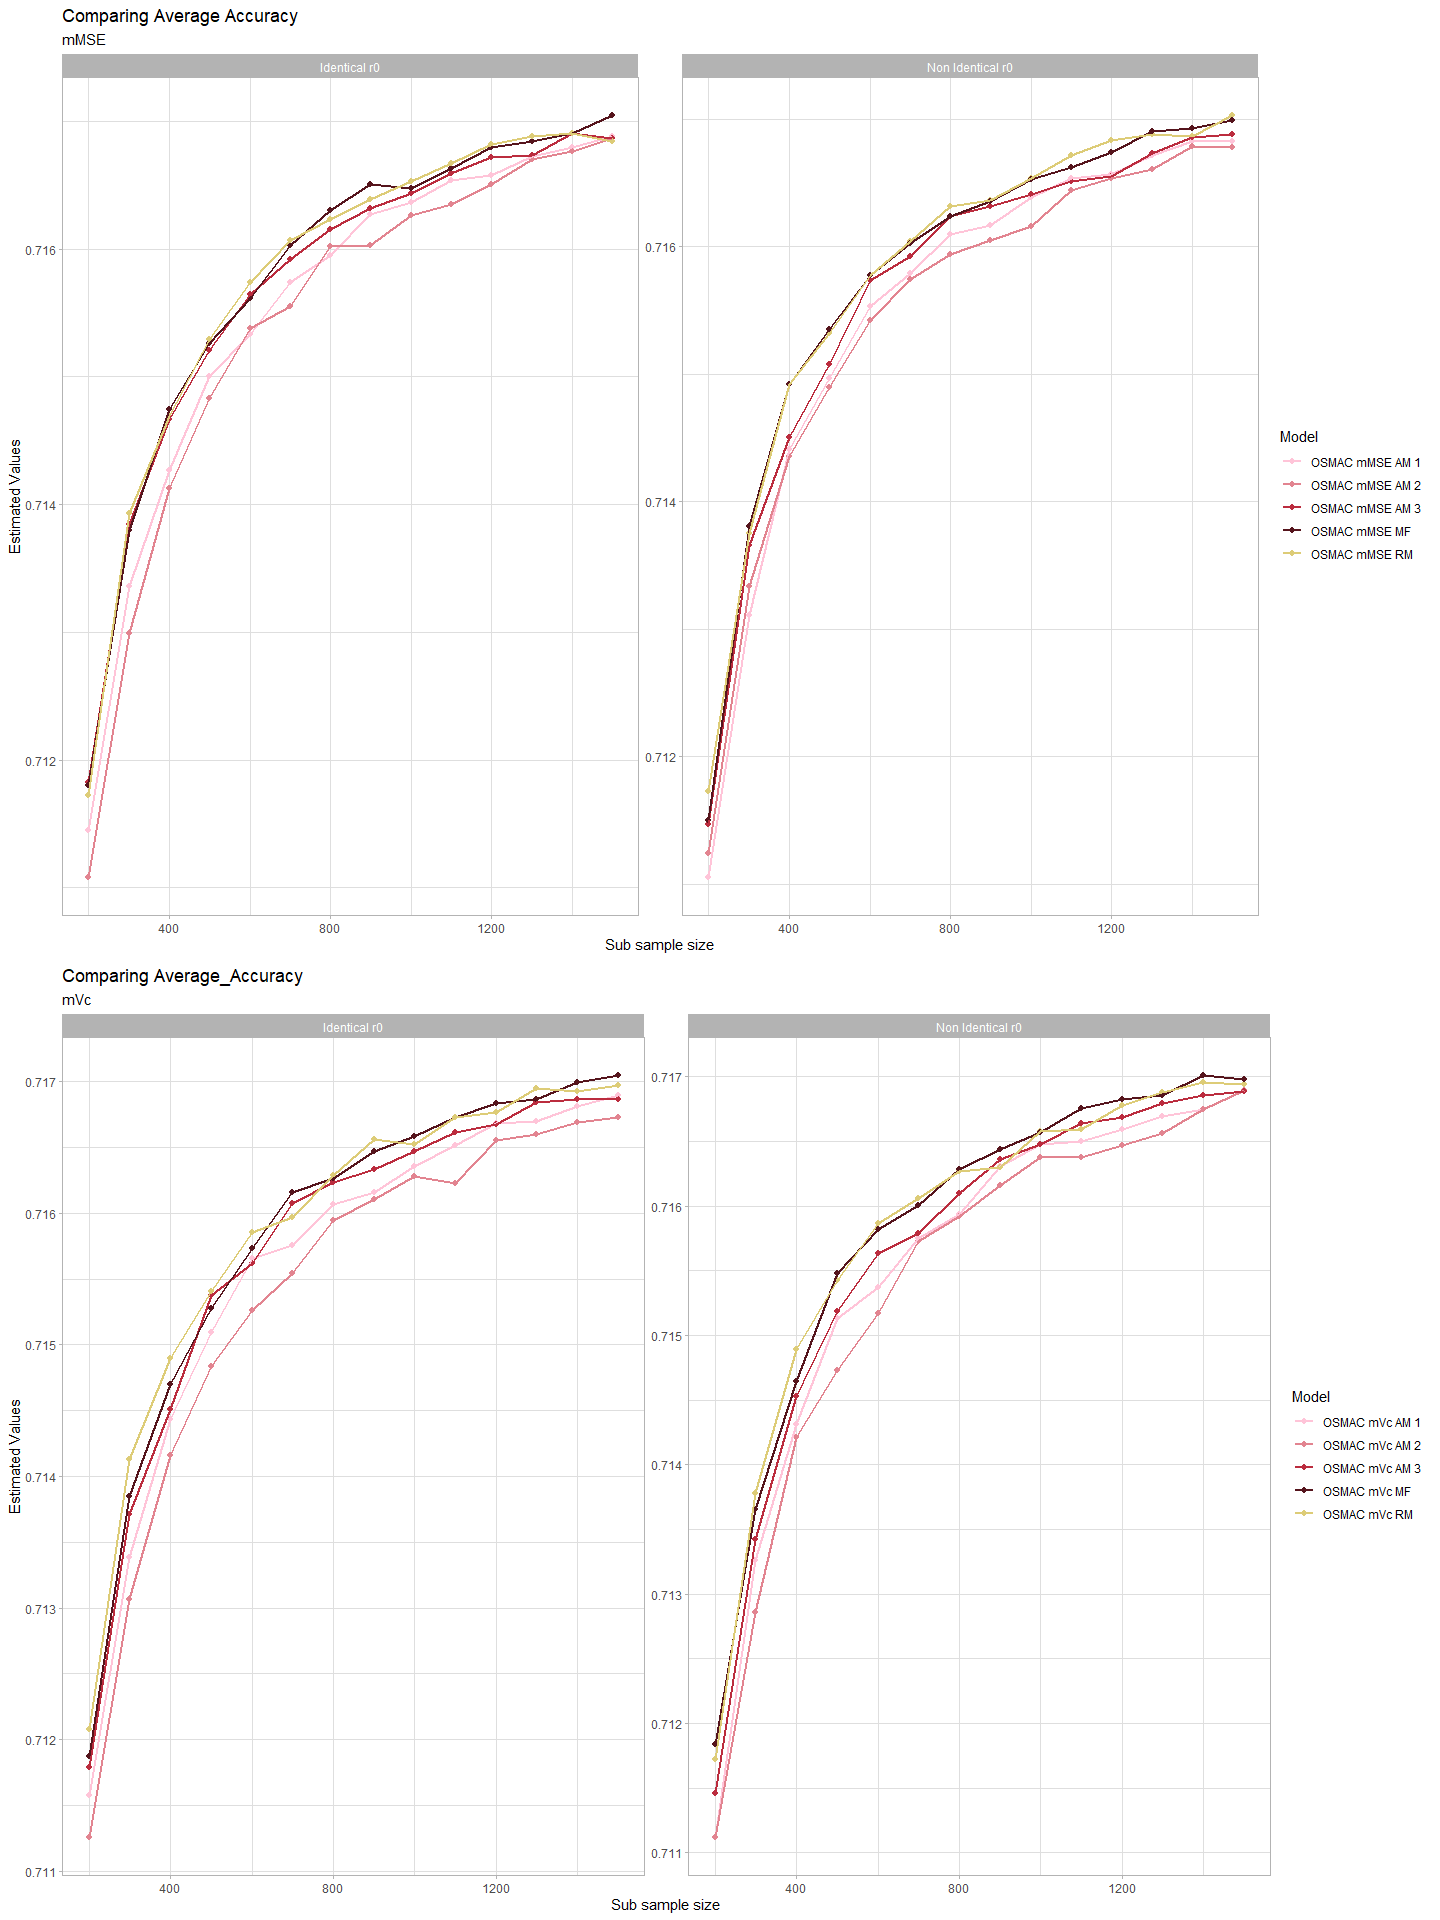 Comparing Average Accuracy
mMSE
Identical r0
Non Identical r0
Estimated Values
0.716
0.714
0.712
0.716
0.714
0.712
400
800
1200
400
800
1200
Sub sample size
Model
OSMAC mMSE AM 1
OSMAC mMSE AM 2
OSMAC mMSE AM 3
OSMAC mMSE MF
OSMAC mMSE RM
Comparing Average_Accuracy
mVc
Identical r0
Non Identical r0
Estimated Values
0.717
0.716
0.715
0.714
0.713
0.712
0.711
0.717
0.716
0.715
0.714
0.713
0.712
0.711
400
800
1200
400
800
1200
Sub sample size
Model
OSMAC mVc AM 1
OSMAC mVc AM 2
OSMAC mVc AM 3
OSMAC mVc MF
OSMAC mVc RM